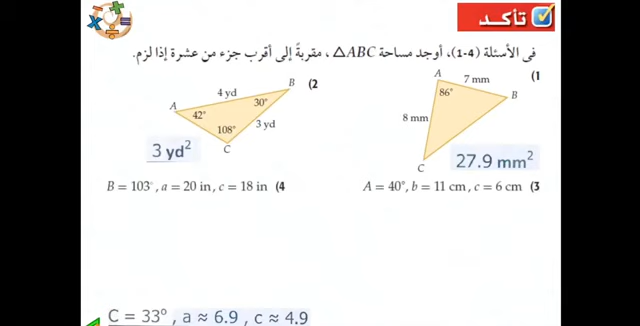 تأكد
في الأسئلة (4-1)، أوجد مساحة △ABC ، مقربةً إلى أقرب جزء من عشرة إذا لزم.
(1
A
7 mm
B
86°
8 mm
C
27.9 mm²
(2
B
4 yd
30°
A
42°
3 yd
108°
C
3 yd²
(3 A = 40°, b = 11 cm, c = 6 cm
(4 B = 103°, a = 20 in, c = 18 in
C = 33°, a ≈ 6.9 , c ≈ 4.9